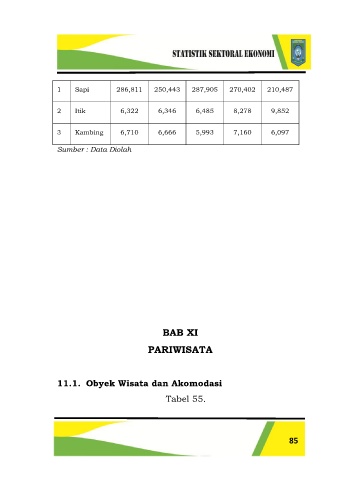 STATISTIK SEKTORAL EKONOMI
1 Sapi 286,811 250,443 287,905 270,402 210,487
2 Itik 6,322 6,346 6,485 8,278 9,852
3 Kambing 6,710 6,666 5,993 7,160 6,097
Sumber : Data Diolah
BAB XI
PARIWISATA
11.1. Obyek Wisata dan Akomodasi
Tabel 55.
85